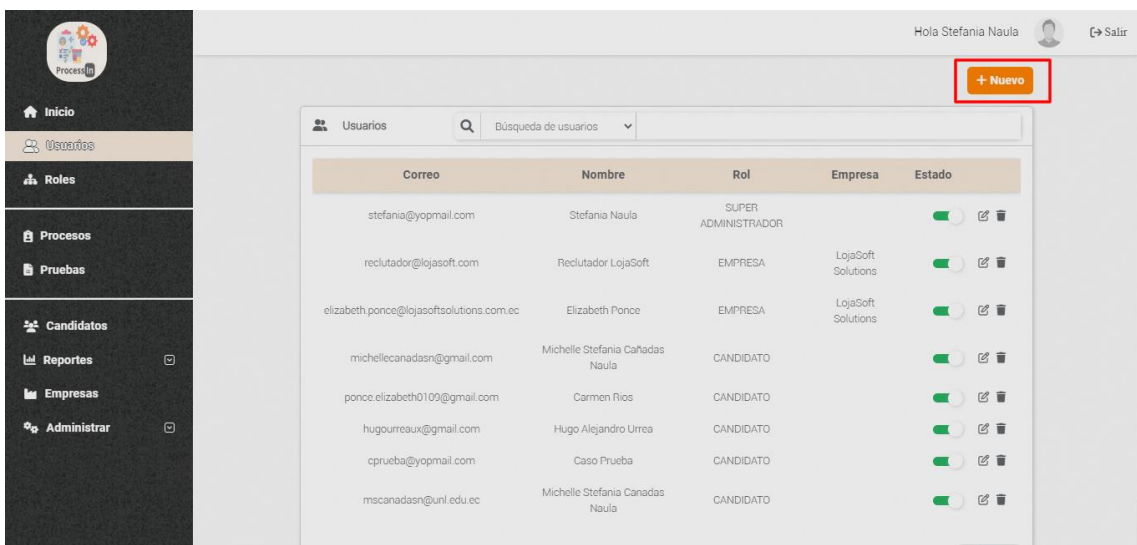 Hola Stefania Naula
Salir
ProcessIn
+ Nuevo
Inicio
Usuarios
Roles
Procesos
Pruebas
Candidatos
Reportes
Empresas
Administrar
Usuarios Búsqueda de usuarios
Correo Nombre Rol Empresa Estado
stefania@yopmail.com Stefania Naula SUPER
ADMINISTRADOR
reclutador@lojasoft.com Reclutador LojaSoft EMPRESA LojaSoft
Solutions
elizabeth.ponce@lojasoftsolutions.com.ec Elizabeth Ponce EMPRESA LojaSoft
Solutions
michellecanadasn@gmail.com Michelle Stefania Cañadas
Naula CANDIDATO
ponce.elizabeth0109@gmail.com Carmen Rios CANDIDATO
hugourreaux@gmail.com Hugo Alejandro Urrea CANDIDATO
cprueba@yopmail.com Caso Prueba CANDIDATO
mscanadasn@unl.edu.ec Michelle Stefania Canadas
Naula CANDIDATO